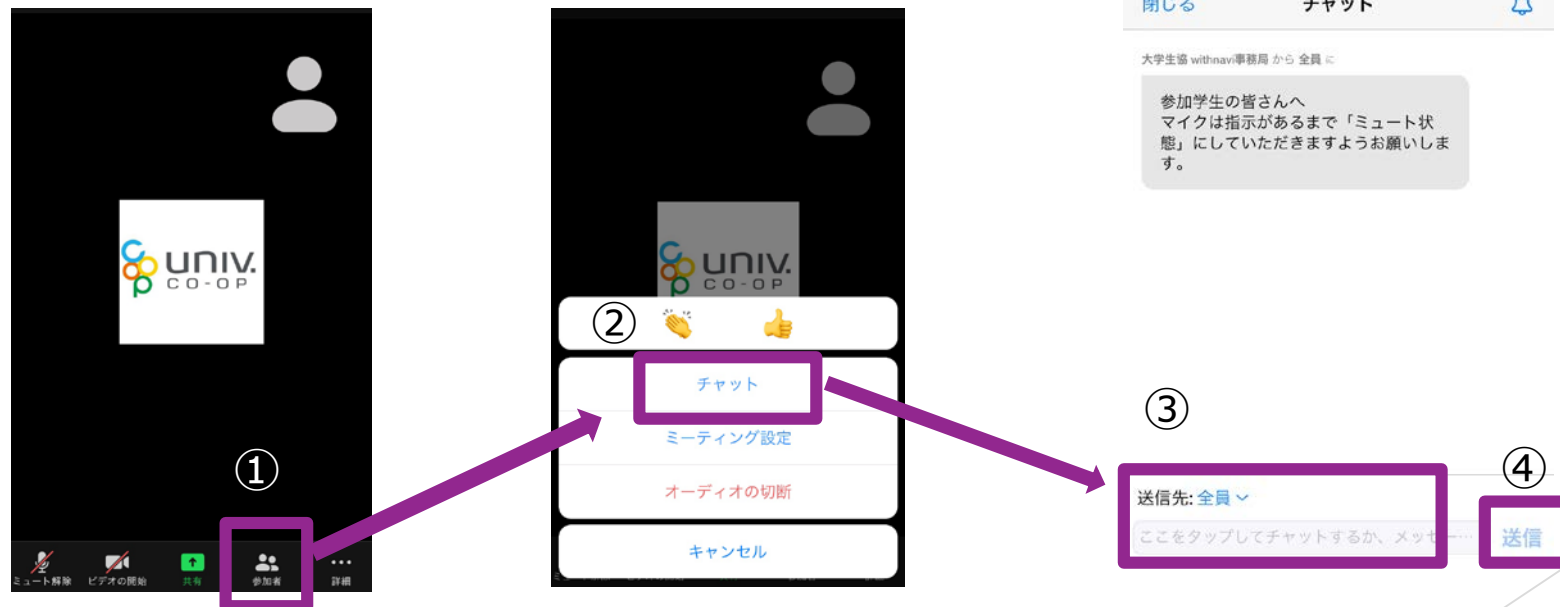 univ.
CO-OP
①
ミュート解除
ビデオの開始
共有
参加者
詳細
univ.
CO-OP
②
チャット
ミーティング設定
オーディオの切断
キャンセル
閉じる
チャット
大学生協 withnavi事務局 から 全員 に
参加学生の皆さんへ
マイクは指示があるまで「ミュート状
態」にしていただきますようお願いしま
す。
③
送信先: 全員
ここをタップしてチャットするか、メッセー…
④
送信